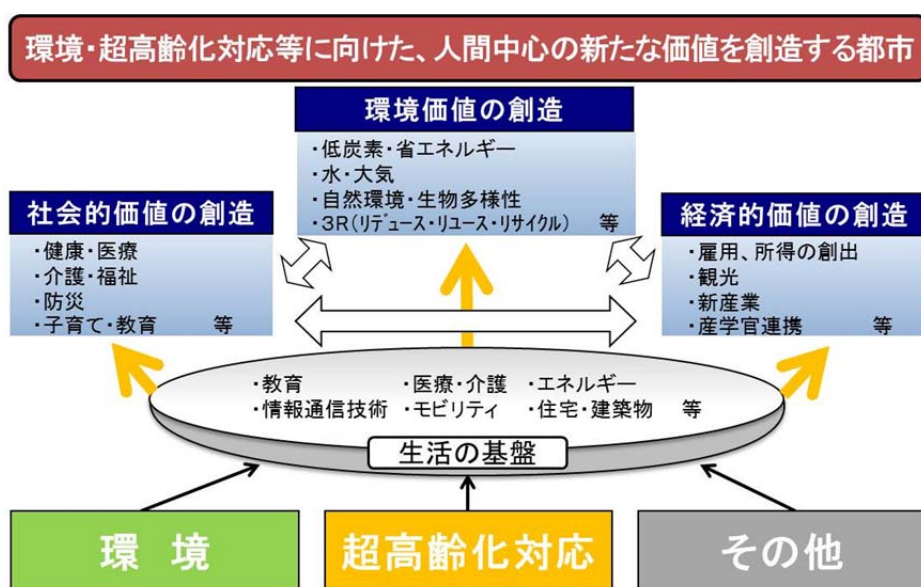 環境・超高齢化対応等に向けた、人間中心の新たな価値を創造する都市
環境価値の創造
・低炭素・省エネルギー
・水・大気
・自然環境・生物多様性
・3R(ﾘﾃﾞｭｰｽ・ﾘﾕｰｽ・ﾘｻｲｸﾙ)　等
社会的価値の創造
・健康・医療
・介護・福祉
・防災
・子育て・教育　等
経済的価値の創造
・雇用、所得の創出
・観光
・新産業
・産学官連携　等
・教育　・医療・介護　・エネルギー
・情報通信技術　・モビリティ　・住宅・建築物　等
生活の基盤
環 境
超高齢化対応
その他